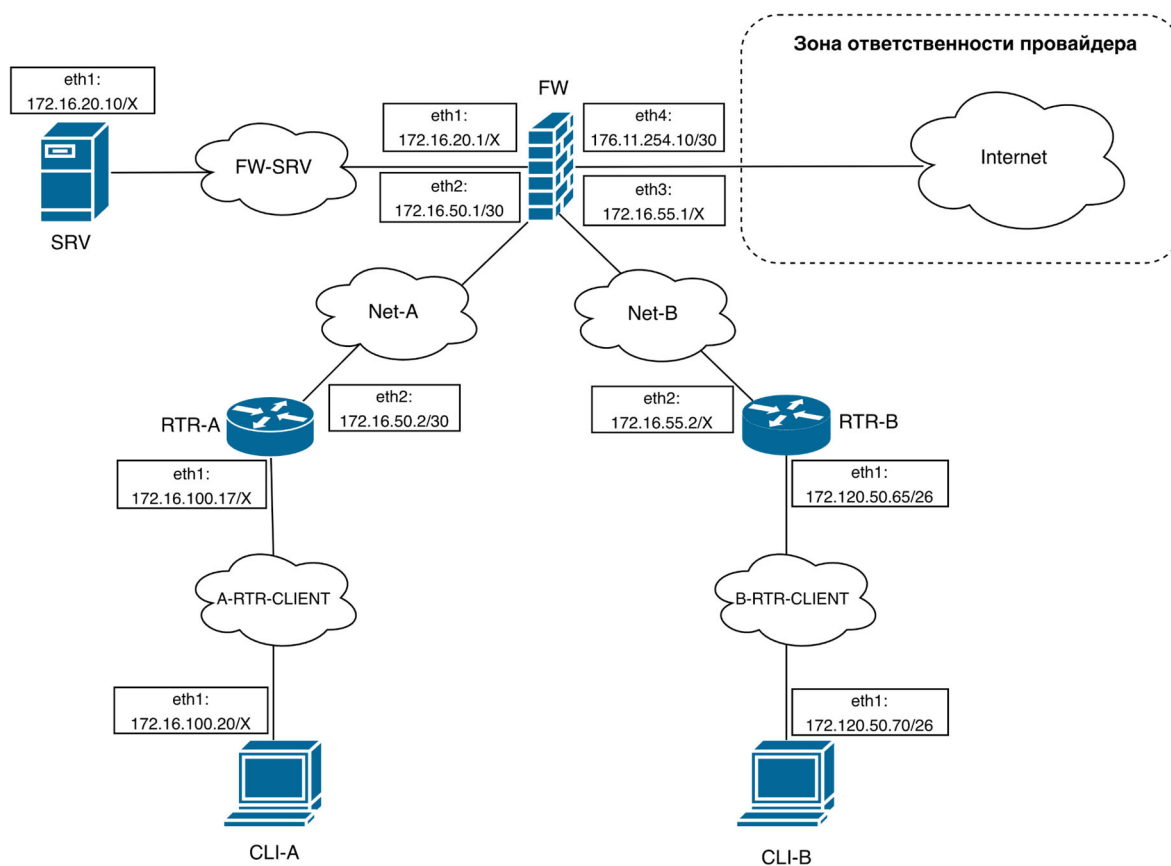 Зона ответственности провайдера
eth1:
172.16.20.10/X
FW
eth1:
172.16.20.1/X
eth4:
176.11.254.10/30
FW-SRV
Internet
eth2:
172.16.50.1/30
eth3:
172.16.55.1/X
SRV
Net-A
Net-B
eth2:
172.16.50.2/30
eth2:
172.16.55.2/X
RTR-A
RTR-B
eth1:
172.16.100.17/X
eth1:
172.120.50.65/26
A-RTR-CLIENT
B-RTR-CLIENT
eth1:
172.16.100.20/X
eth1:
172.120.50.70/26
CLI-A
CLI-B